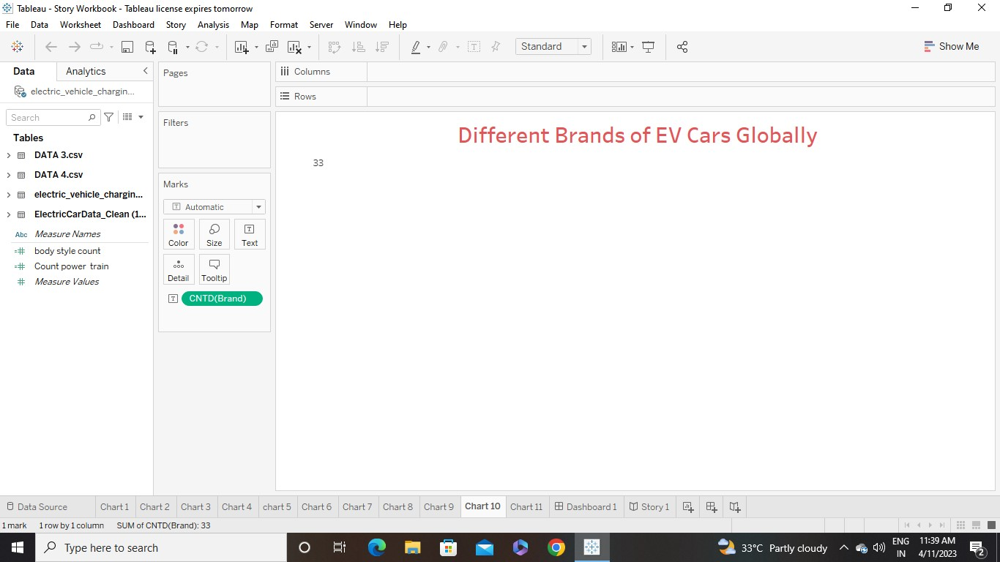 Tableau - Story Workbook - Tableau license expires tomorrow
File Data Worksheet Dashboard Story Analysis Map Format Server Window Help
Standard
Show Me
Data Analytics
electric_vehicle_chargin...
Search
Tables
DATA 3.csv
DATA 4.csv
electric_vehicle_chargin...
ElectricCarData_Clean (1...
Abc Measure Names
body style count
Count power train
Measure Values
Pages
Filters
Marks
Automatic
Color Size Text
Detail Tooltip
CNTD(Brand)
Columns
Rows
Different Brands of EV Cars Globally
33
Data Source Chart 1 Chart 2 Chart 3 Chart 4 chart 5 Chart 6 Chart 7 Chart 8 Chart 9 Chart 10 Chart 11 Dashboard 1 Story 1
1 mark 1 row by 1 column SUM of CNTD(Brand): 33
Type here to search
33°C Partly cloudy
ENG
IN
11:39 AM
4/11/2023
2